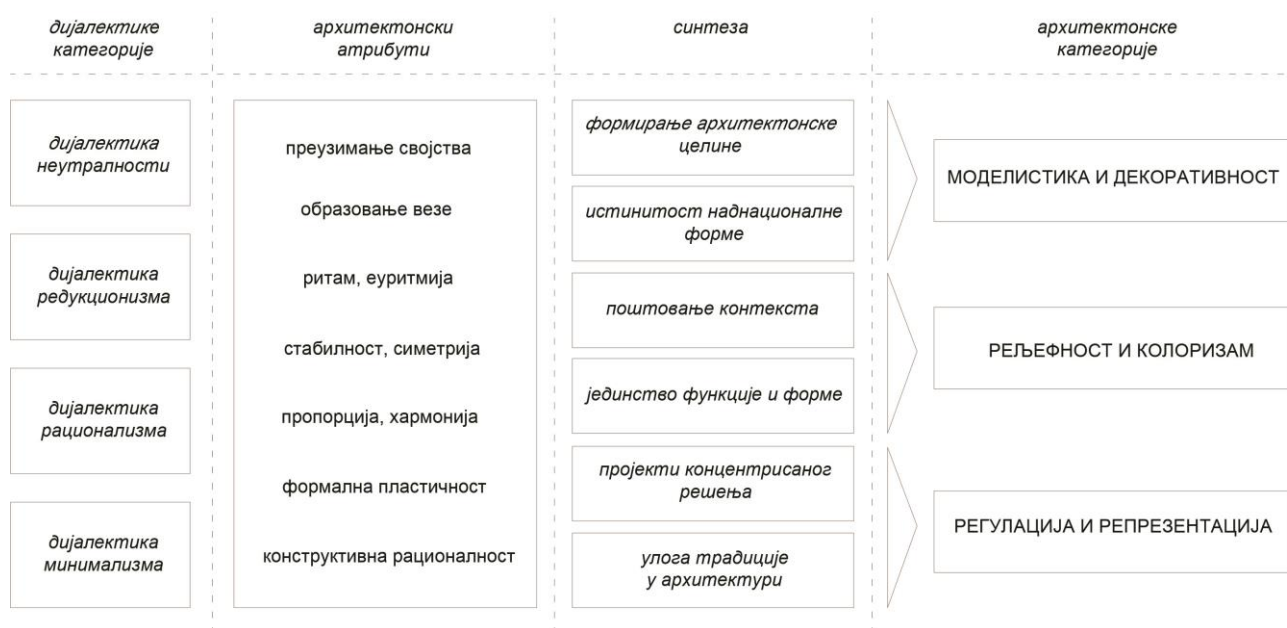 дијалектике
категорије
архитектонски
атрибути
синтеза
архитектонске
категорије
дијалектика
неутралности
дијалектика
редукционизма
дијалектика
рационализма
дијалектика
минимализма
преузимање својства
образовање везе
ритам, еуритмија
стабилност, симетрија
пропорција, хармонија
формална пластичност
конструктивна рационалност
формирање архитектонске
целине
истинитост наднационалне
форме
поштовање контекста
јединство функције и форме
пројекти концентрисаног
решења
улога традиције
у архитектури
МОДЕЛИСТИКА И ДЕКОРАТИВНОСТ
РЕЉЕФНОСТ И КОЛОРИЗАМ
РЕГУЛАЦИЈА И РЕПРЕЗЕНТАЦИЈА